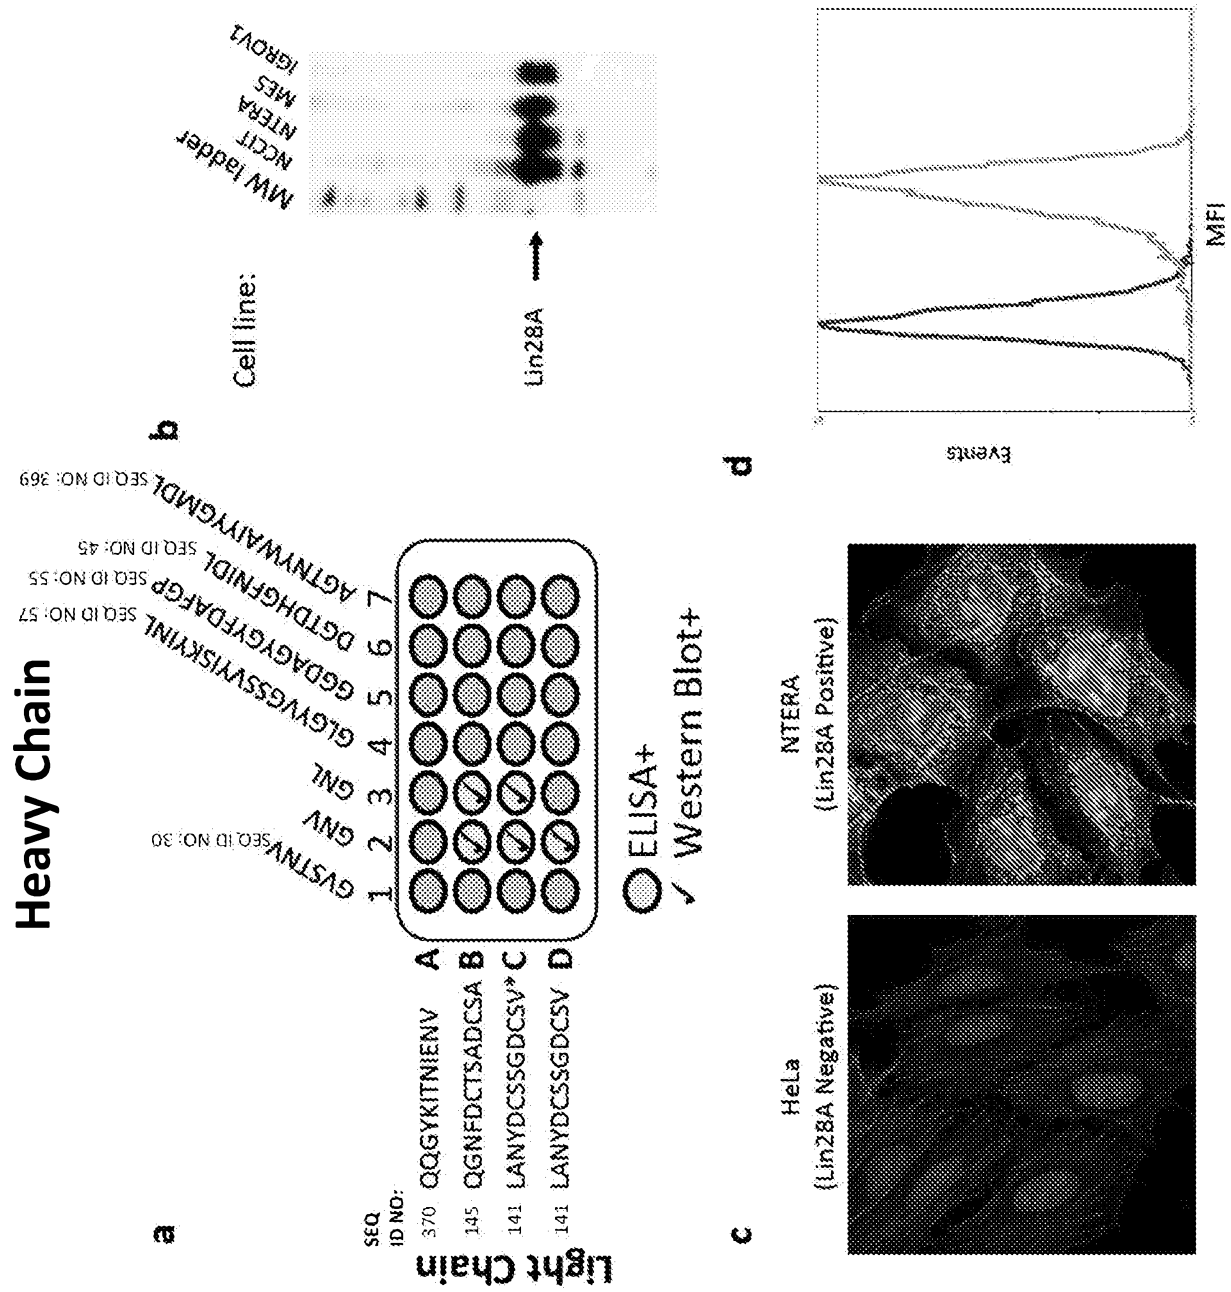 Heavy Chain
a
SEQ ID NO: 30
SEQ ID NO: 57
SEQ ID NO: 55
SEQ ID NO: 45
SEQ ID NO: 369
GVSTNV
GNV
GNL
GLGYVGSSVYISKYINL
GGDAGYGYFDAFGP
DGTDHGFNIDL
AGTNYWAIYYGMDL
1 2 3 4 5 6 7
Light Chain
SEQ
ID NO:
370 QQGYKITNIENV A
145 QGNFDCTSADCSA B
141 LANYDCSSGDCSV* C
141 LANYDCSSGDCSV D
ELISA+
✓ Western Blot+
b
Cell line:
MW ladder
NCCIT
NTERA
MES
IGROV1
Lin28A
c
HeLa
(Lin28A Negative)
NTERA
(Lin28A Positive)
d
Events
MFI